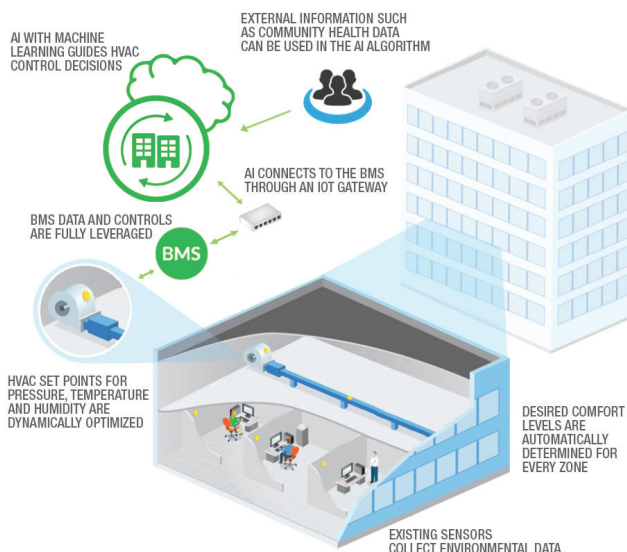 AI WITH MACHINE
LEARNING GUIDES HVAC
CONTROL DECISIONS
EXTERNAL INFORMATION SUCH
AS COMMUNITY HEALTH DATA
CAN BE USED IN THE AI ALGORITHM
AI CONNECTS TO THE BMS
THROUGH AN IOT GATEWAY
BMS DATA AND CONTROLS
ARE FULLY LEVERAGED
BMS
HVAC SET POINTS FOR
PRESSURE, TEMPERATURE
AND HUMIDITY ARE
DYNAMICALLY OPTIMIZED
DESIRED COMFORT
LEVELS ARE
AUTOMATICALLY
DETERMINED FOR
EVERY ZONE
EXISTING SENSORS
COLLECT ENVIRONMENTAL DATA